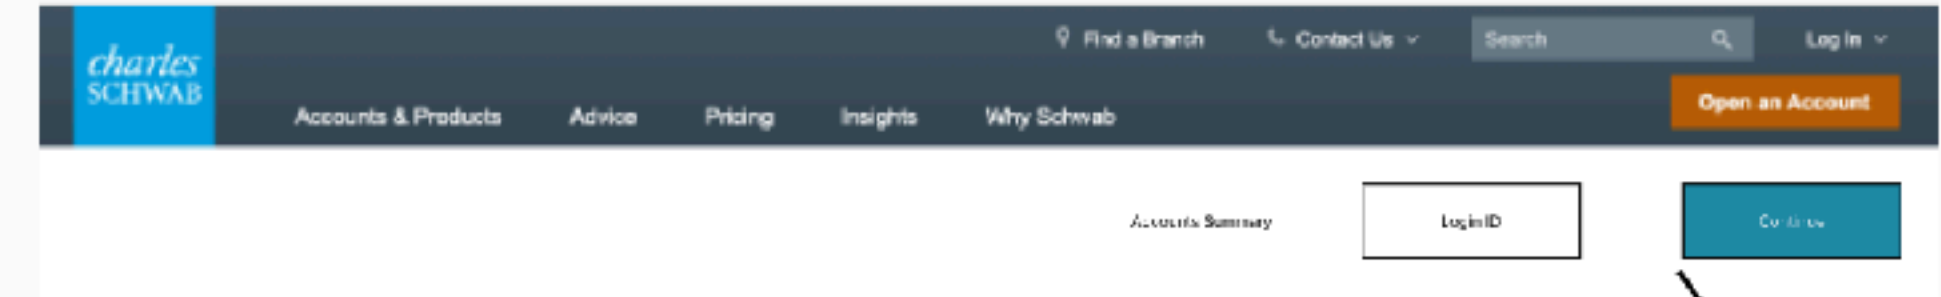 Find a Branch Contact Us Search Log In
charles
SCHWAB
Open an Account
Accounts & Products Advice Pricing Insights Why Schwab
Accounts Summary Login ID Continue